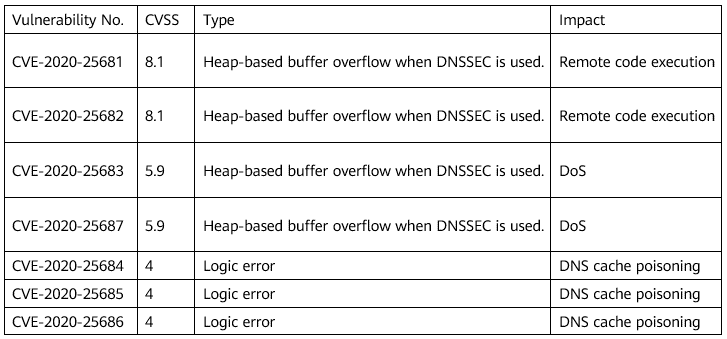 Vulnerability No. CVSS Type Impact
CVE-2020-25681 8.1 Heap-based buffer overflow when DNSSEC is used. Remote code execution
CVE-2020-25682 8.1 Heap-based buffer overflow when DNSSEC is used. Remote code execution
CVE-2020-25683 5.9 Heap-based buffer overflow when DNSSEC is used. DoS
CVE-2020-25687 5.9 Heap-based buffer overflow when DNSSEC is used. DoS
CVE-2020-25684 4 Logic error DNS cache poisoning
CVE-2020-25685 4 Logic error DNS cache poisoning
CVE-2020-25686 4 Logic error DNS cache poisoning